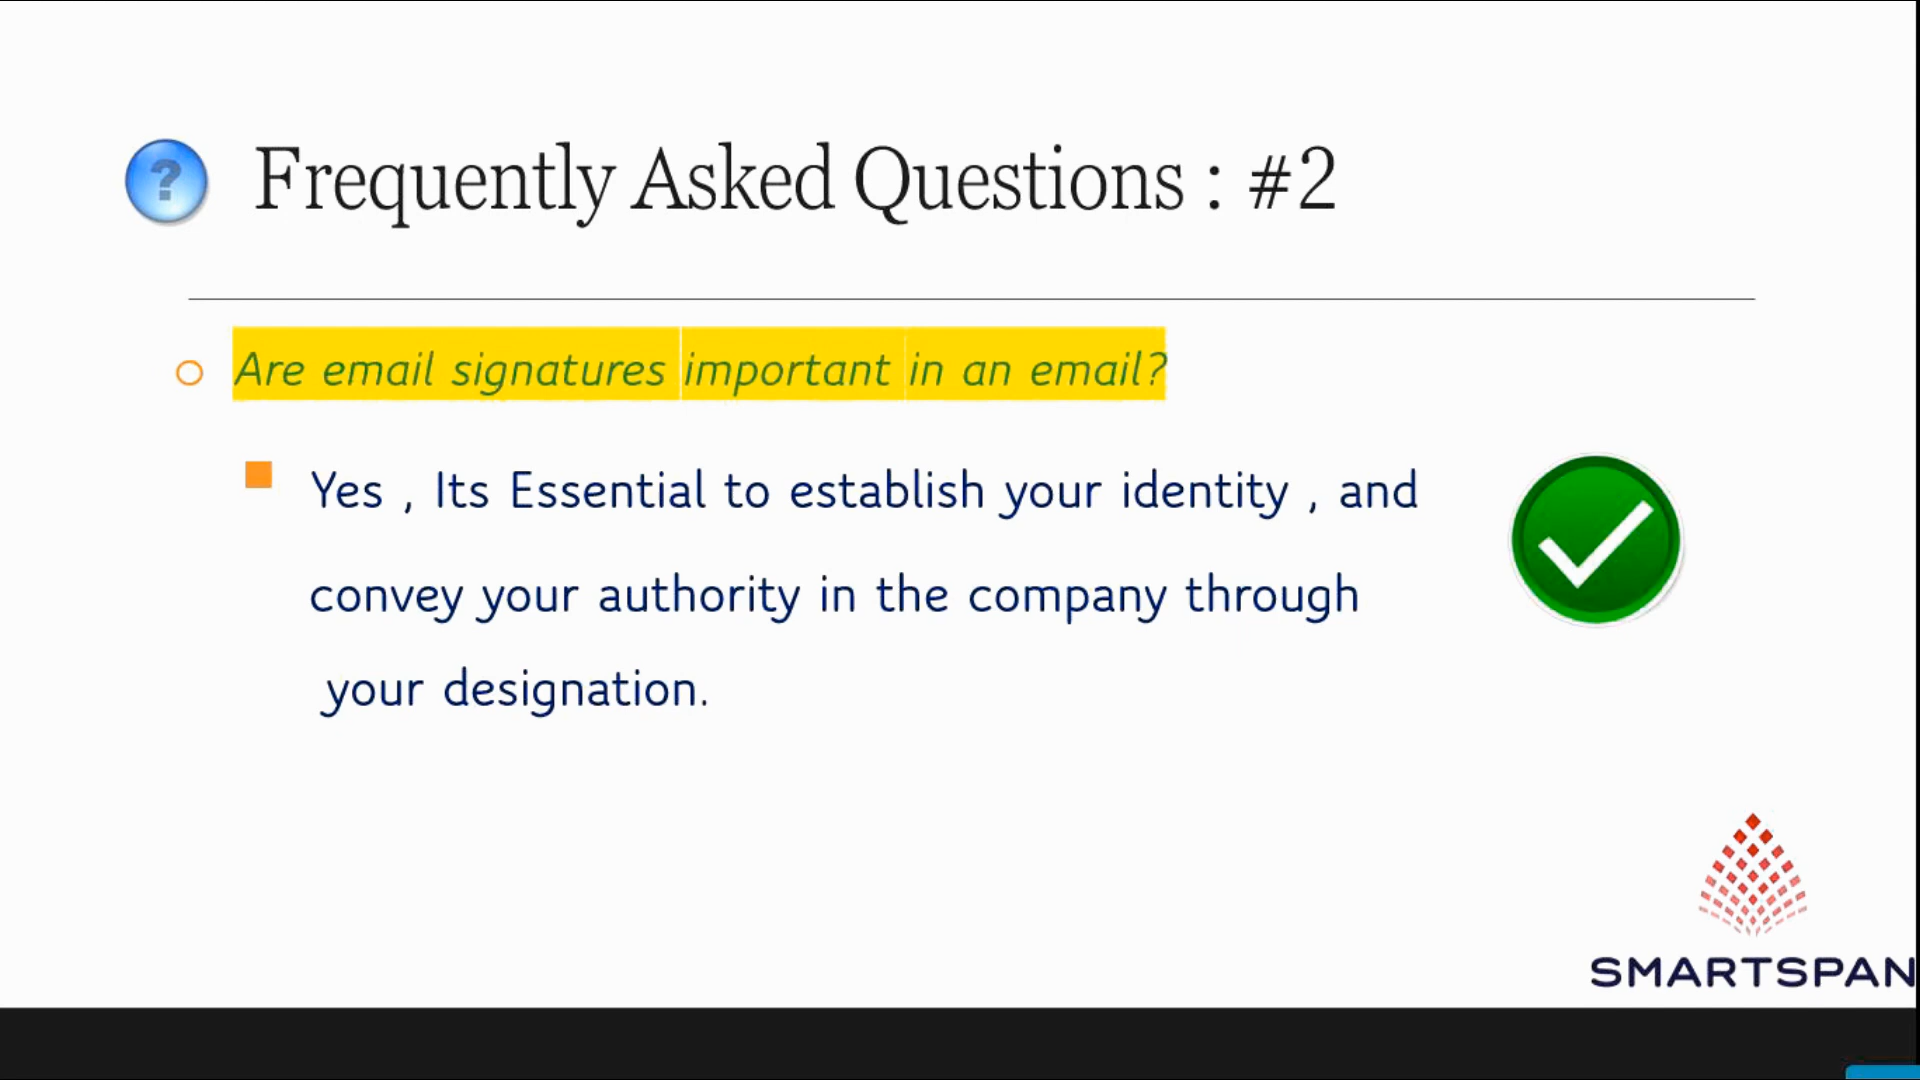 ? Frequently Asked Questions : #2
Are email signatures important in an email?
Yes , Its Essential to establish your identity , and
convey your authority in the company through
your designation.
SMARTSPAN